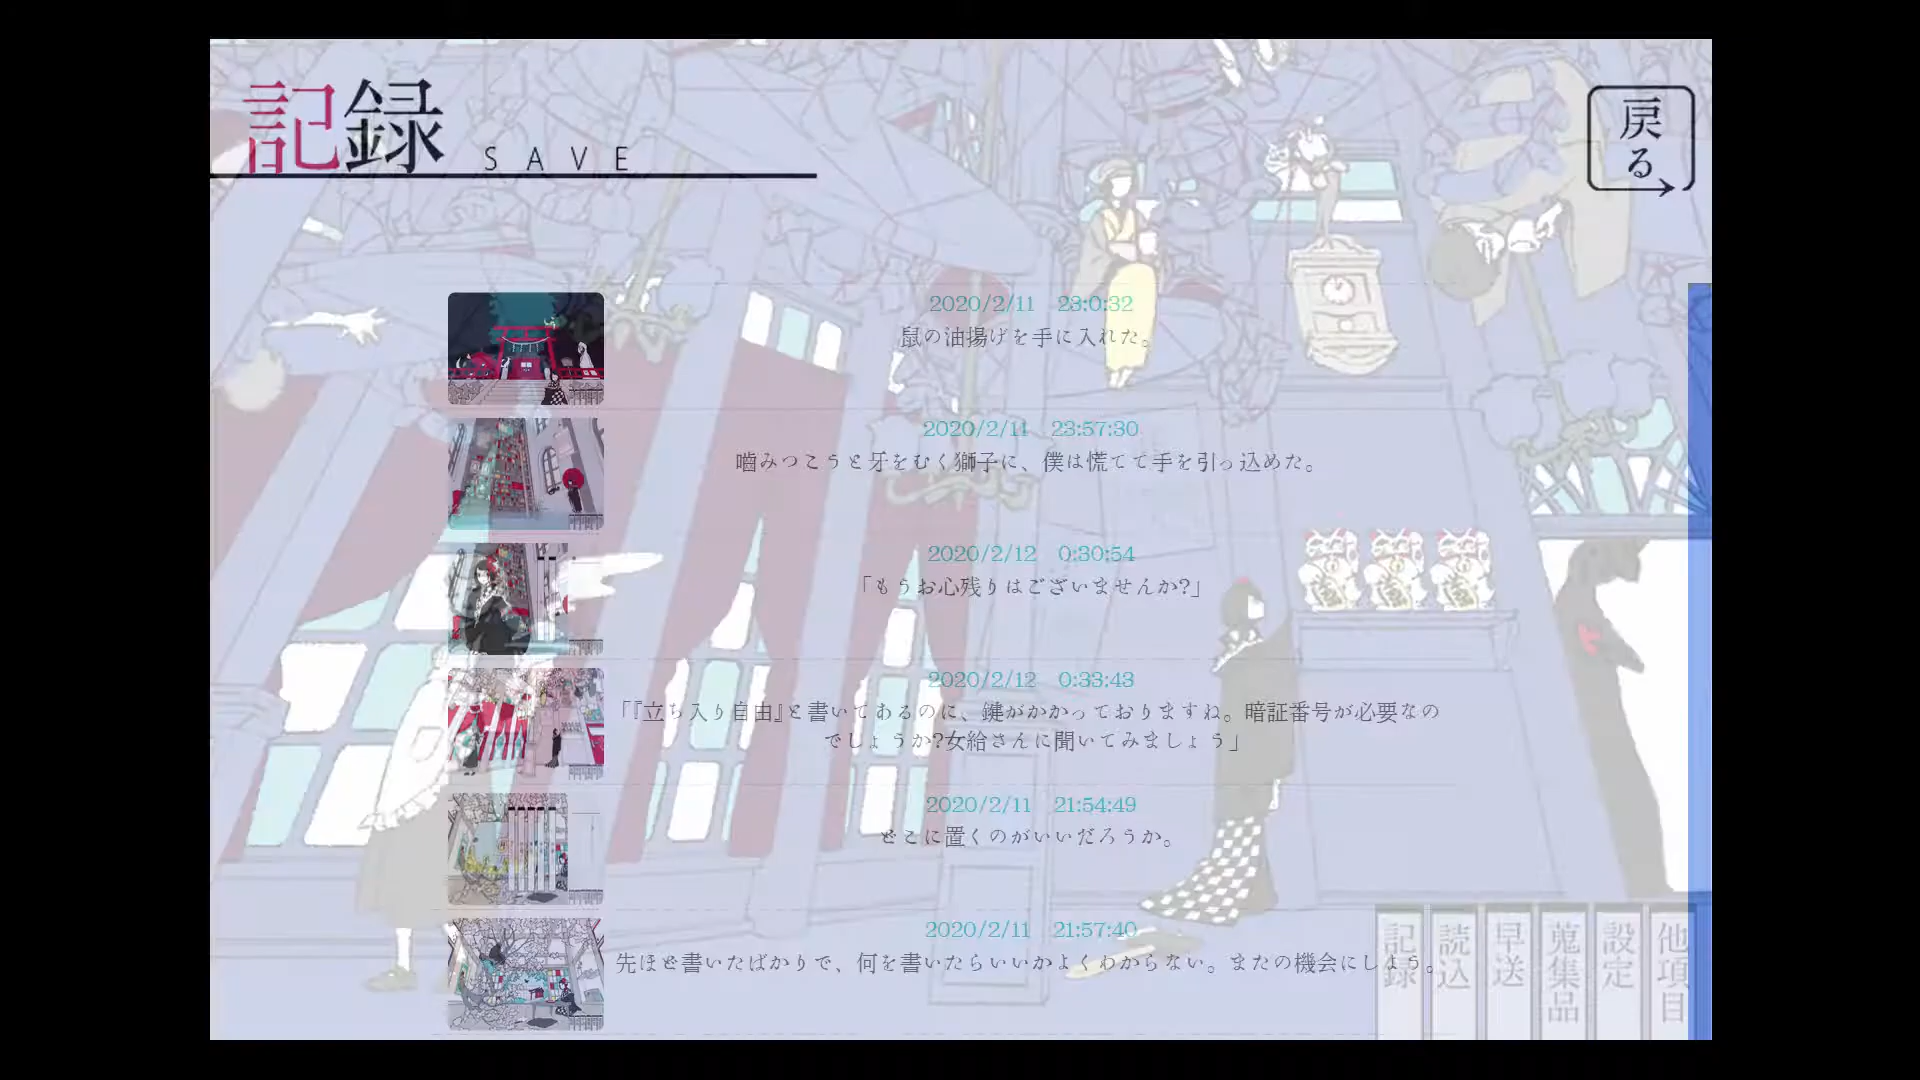 記録 SAVE
戻る
2020/2/11 23:0:32
鼠の油揚げを手に入れた。
2020/2/11 23:57:30
噛みつこうと牙をむく獅子に、僕は慌てて手を引っ込めた。
2020/2/12 0:30:54
「もうお心残りはございませんか?」
2020/2/12 0:33:43
「『立ち入り自由』と書いてあるのに、鍵がかかっておりますね。暗証番号が必要なの
でしょうか?女給さんに聞いてみましょう」
2020/2/11 21:54:49
どこに置くのがいいだろうか。
2020/2/11 21:57:40
先ほど書いたばかりで、何を書いたらいいかよくわからない。またの機会にしよう。
記録
読込
早送
蒐集品
設定
他項目